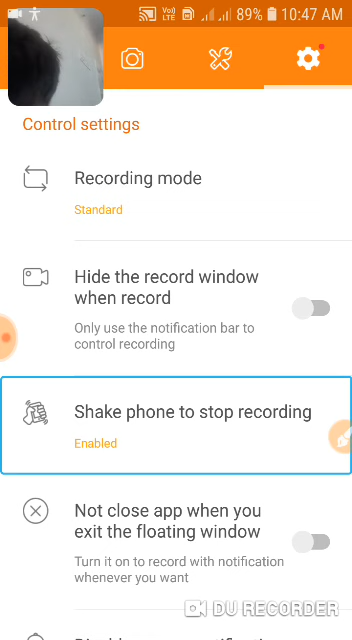 89% 10:47 AM
Control settings
Recording mode
Standard
Hide the record window
when record
Only use the notification bar to
control recording
Shake phone to stop recording
Enabled
Not close app when you
exit the floating window
Turn it on to record with notification
whenever you want
DU RECORDER